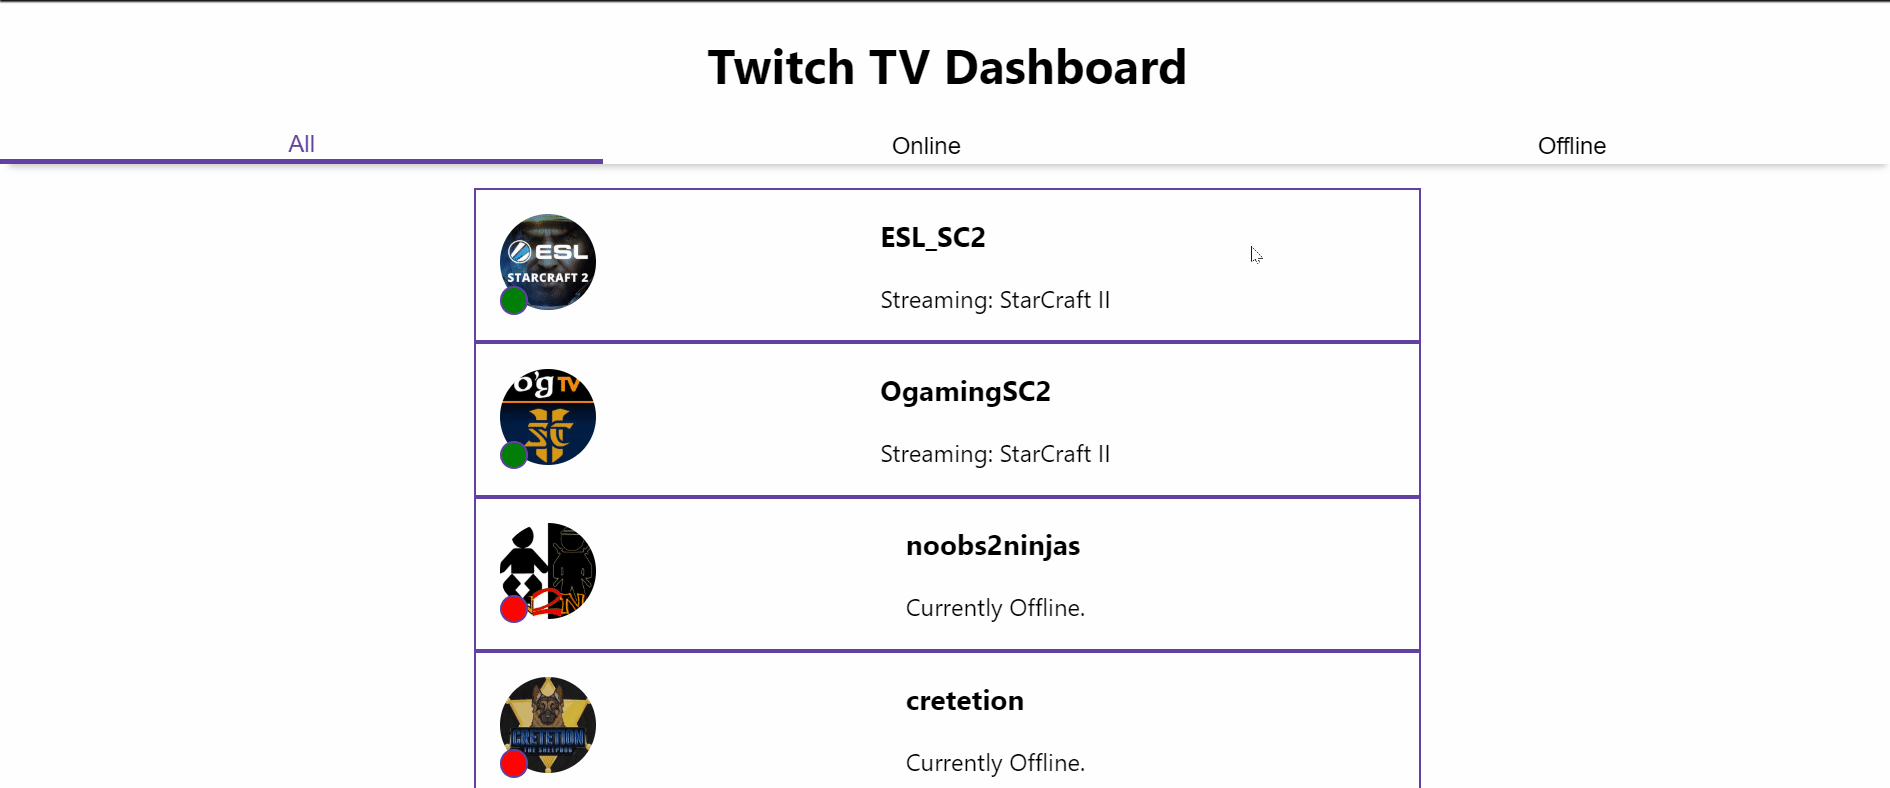 Twitch TV Dashboard
All
Online
Offline
ESL
STARCRAFT 2
ESL_SC2
Streaming: StarCraft II
o'g TV
SC
OgamingSC2
Streaming: StarCraft II
noobs2ninjas
Currently Offline.
CRETETION
THE SHEEPDOG
cretetion
Currently Offline.